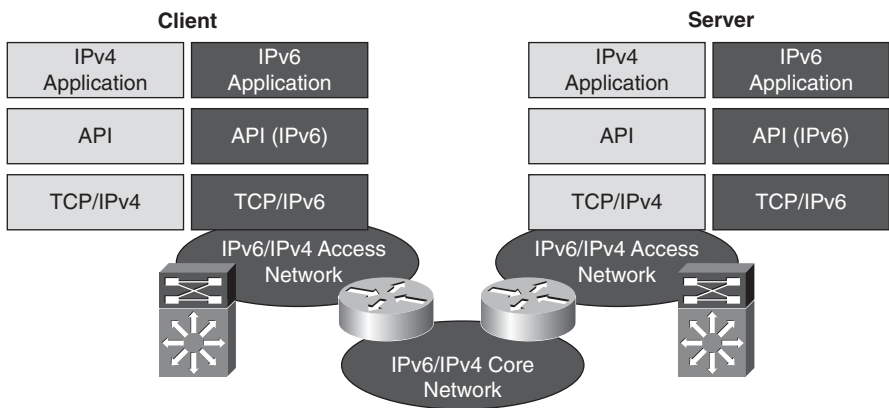 Client
Server
IPv4
Application
IPv6
Application
IPv4
Application
IPv6
Application
API
API (IPv6)
API
API (IPv6)
TCP/IPv4
TCP/IPv6
TCP/IPv4
TCP/IPv6
IPv6/IPv4 Access
Network
IPv6/IPv4 Access
Network
IPv6/IPv4 Core
Network